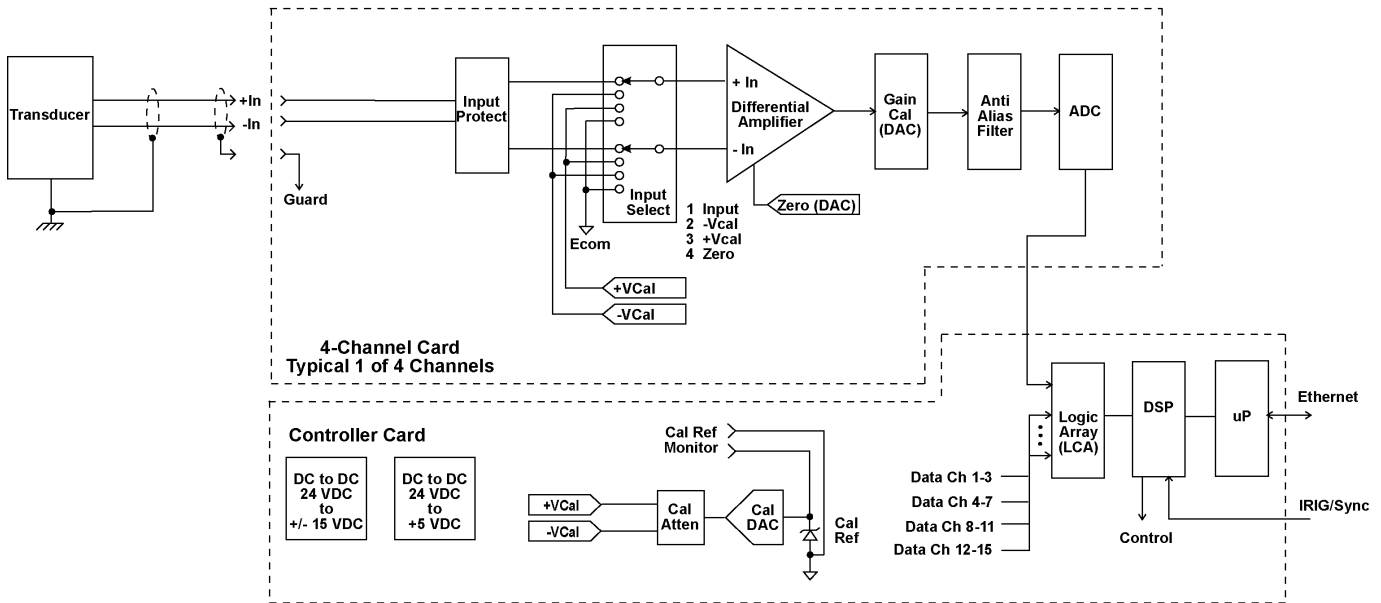 Transducer
+In
-In
Guard
Input
Protect
Input
Select
Ecom
1 Input
2 -Vcal
3 +Vcal
4 Zero
+ In
Differential
Amplifier
- In
Zero (DAC)
Gain
Cal
(DAC)
Anti
Alias
Filter
ADC
+VCal
-VCal
4-Channel Card
Typical 1 of 4 Channels
Controller Card
DC to DC
24 VDC
to
+/- 15 VDC
DC to DC
24 VDC
to
+5 VDC
Cal Ref
Monitor
+VCal
-VCal
Cal
Atten
Cal
DAC
Cal
Ref
Data Ch 1-3
Data Ch 4-7
Data Ch 8-11
Data Ch 12-15
Logic
Array
(LCA)
DSP
uP
Ethernet
IRIG/Sync
Control